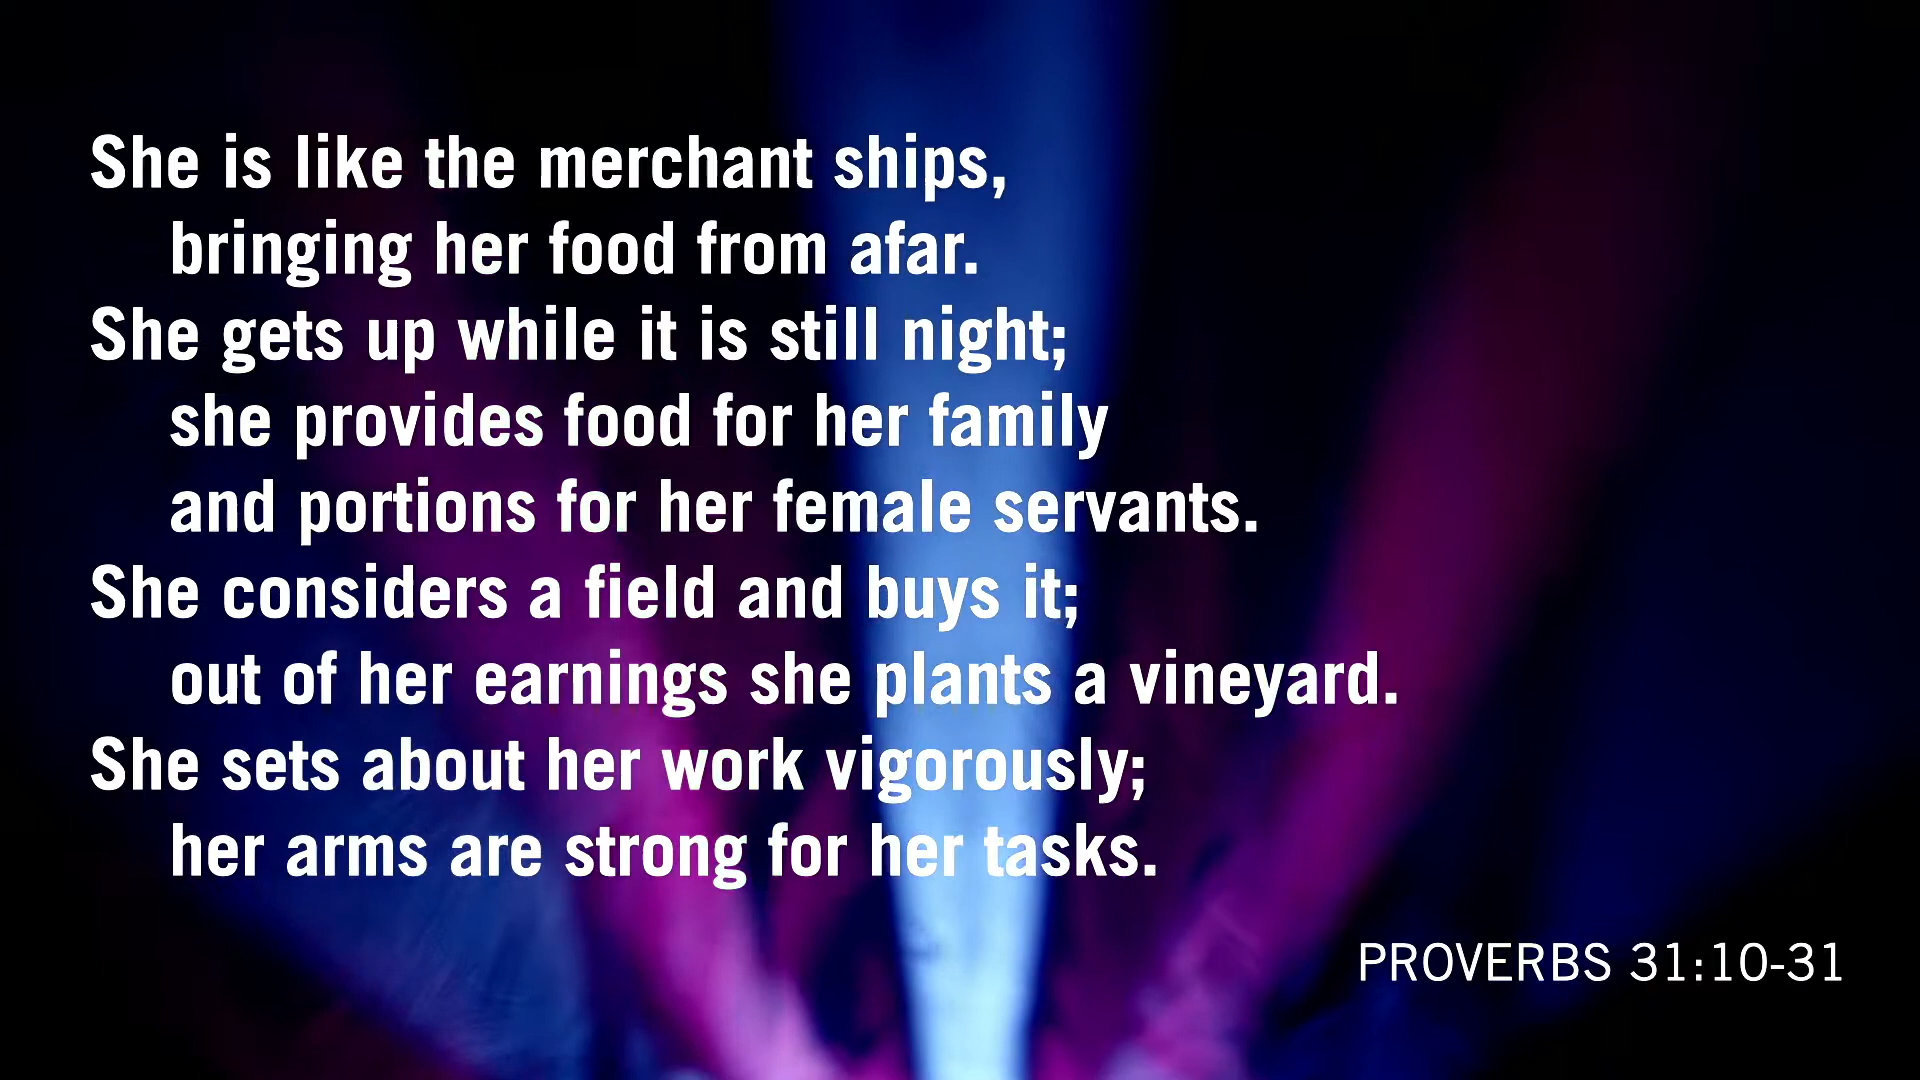 She is like the merchant ships,
bringing her food from afar.
She gets up while it is still night;
she provides food for her family
and portions for her female servants.
She considers a field and buys it;
out of her earnings she plants a vineyard.
She sets about her work vigorously;
her arms are strong for her tasks.
PROVERBS 31:10-31